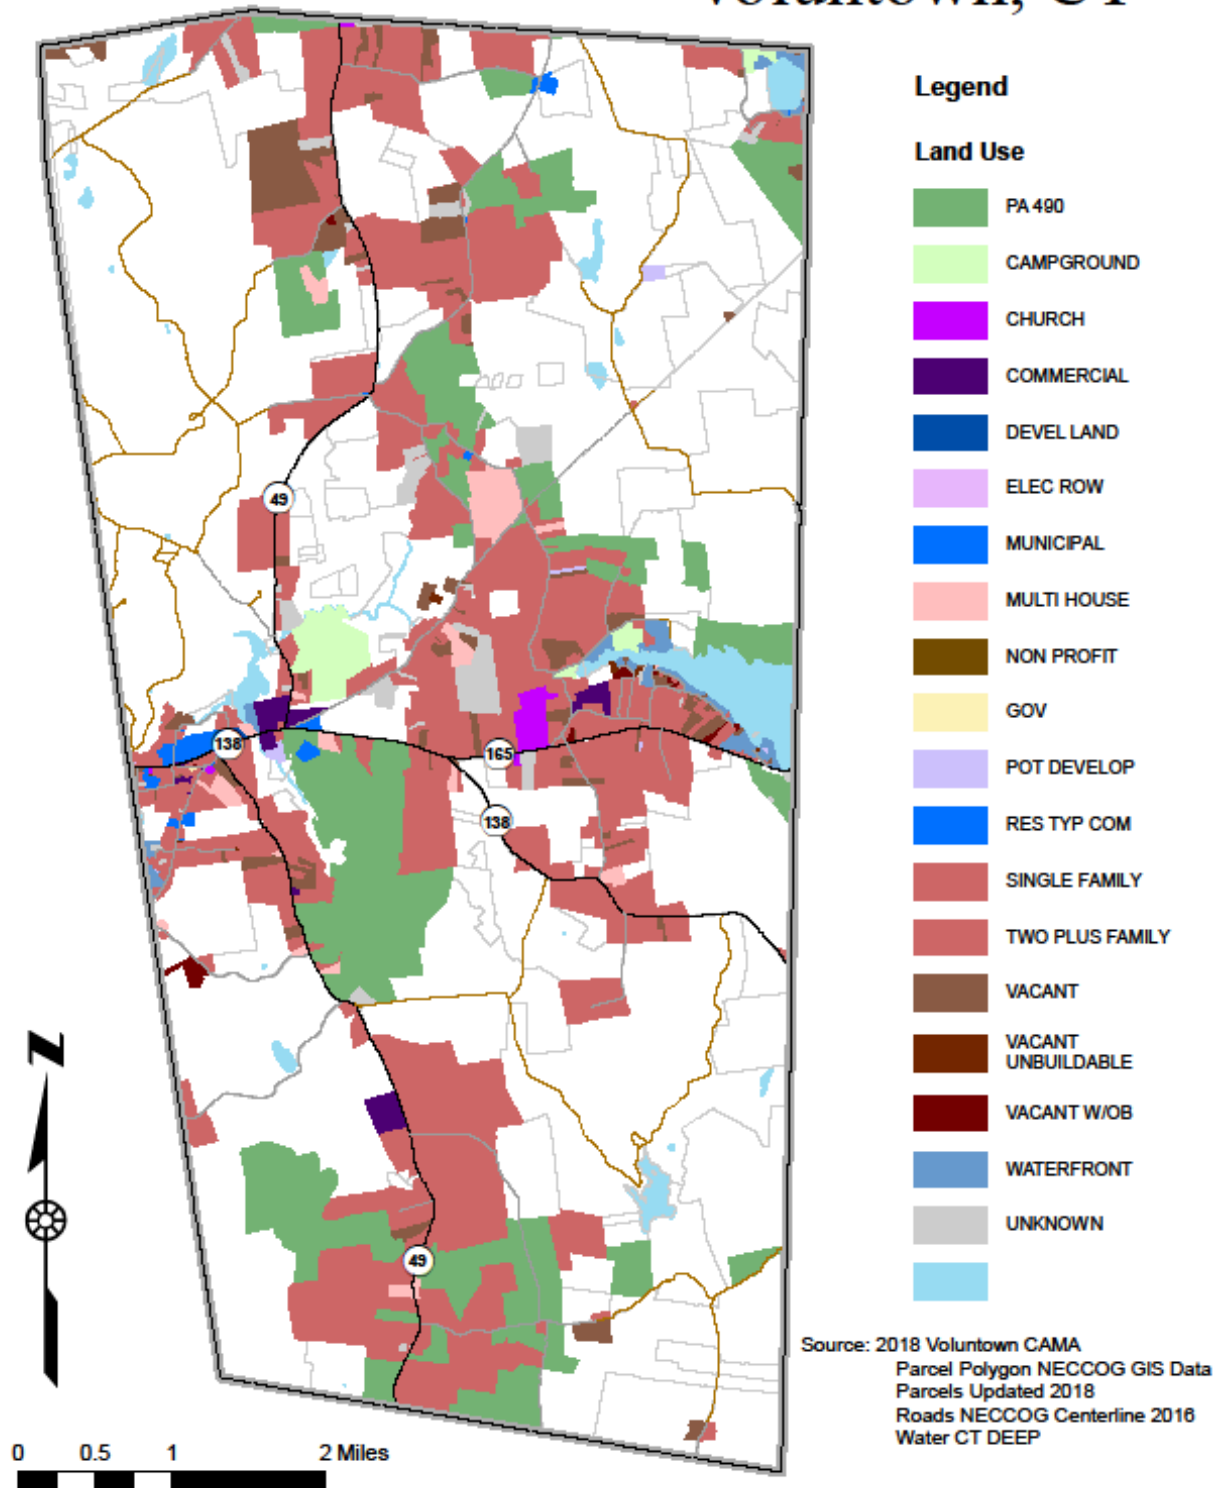 Voluntown, CT
Legend
Land Use
PA 490
CAMPGROUND
CHURCH
COMMERCIAL
DEVEL LAND
ELEC ROW
MUNICIPAL
MULTI HOUSE
NON PROFIT
GOV
POT DEVELOP
RES TYP COM
SINGLE FAMILY
TWO PLUS FAMILY
VACANT
VACANT
UNBUILDABLE
VACANT W/OB
WATERFRONT
UNKNOWN
49
138
165
138
49
N
0 0.5 1 2 Miles
Source: 2018 Voluntown CAMA
Parcel Polygon NECCOG GIS Data
Parcels Updated 2018
Roads NECCOG Centerline 2016
Water CT DEEP